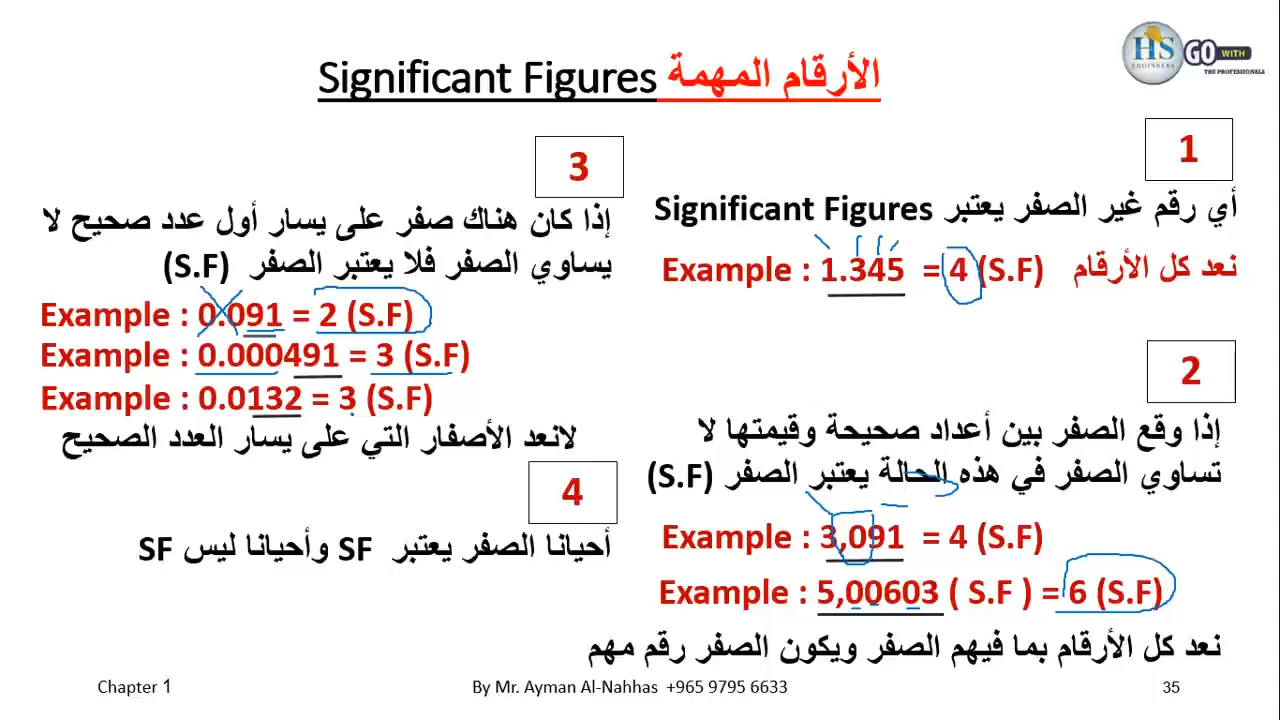 الأرقام المهمة Significant Figures
HS
ENGINEERS
GO WITH
THE PROFESSIONALS
1
أي رقم غير الصفر يعتبر Significant Figures
Example : 1.345 = 4 (S.F) نعد كل الأرقام
2
إذا وقع الصفر بين أعداد صحيحة وقيمتها لا
تساوي الصفر في هذه الحالة يعتبر الصفر (S.F)
Example : 3,091 = 4 (S.F)
Example : 5,00603 ( S.F ) = 6 (S.F)
نعد كل الأرقام بما فيهم الصفر ويكون الصفر رقم مهم
3
إذا كان هناك صفر على يسار أول عدد صحيح لا
يساوي الصفر فلا يعتبر الصفر (S.F)
Example : 0.091 = 2 (S.F)
Example : 0.000491 = 3 (S.F)
Example : 0.0132 = 3 (S.F)
لانعد الأصفار التي على يسار العدد الصحيح
4
أحيانا الصفر يعتبر SF وأحيانا ليس SF
Chapter 1
By Mr. Ayman Al-Nahhas +965 9795 6633
35